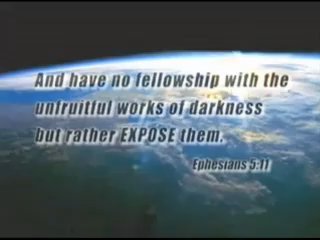 And have no fellowship with the
unfruitful works of darkness
but rather EXPOSE them.
Ephesians 5:11